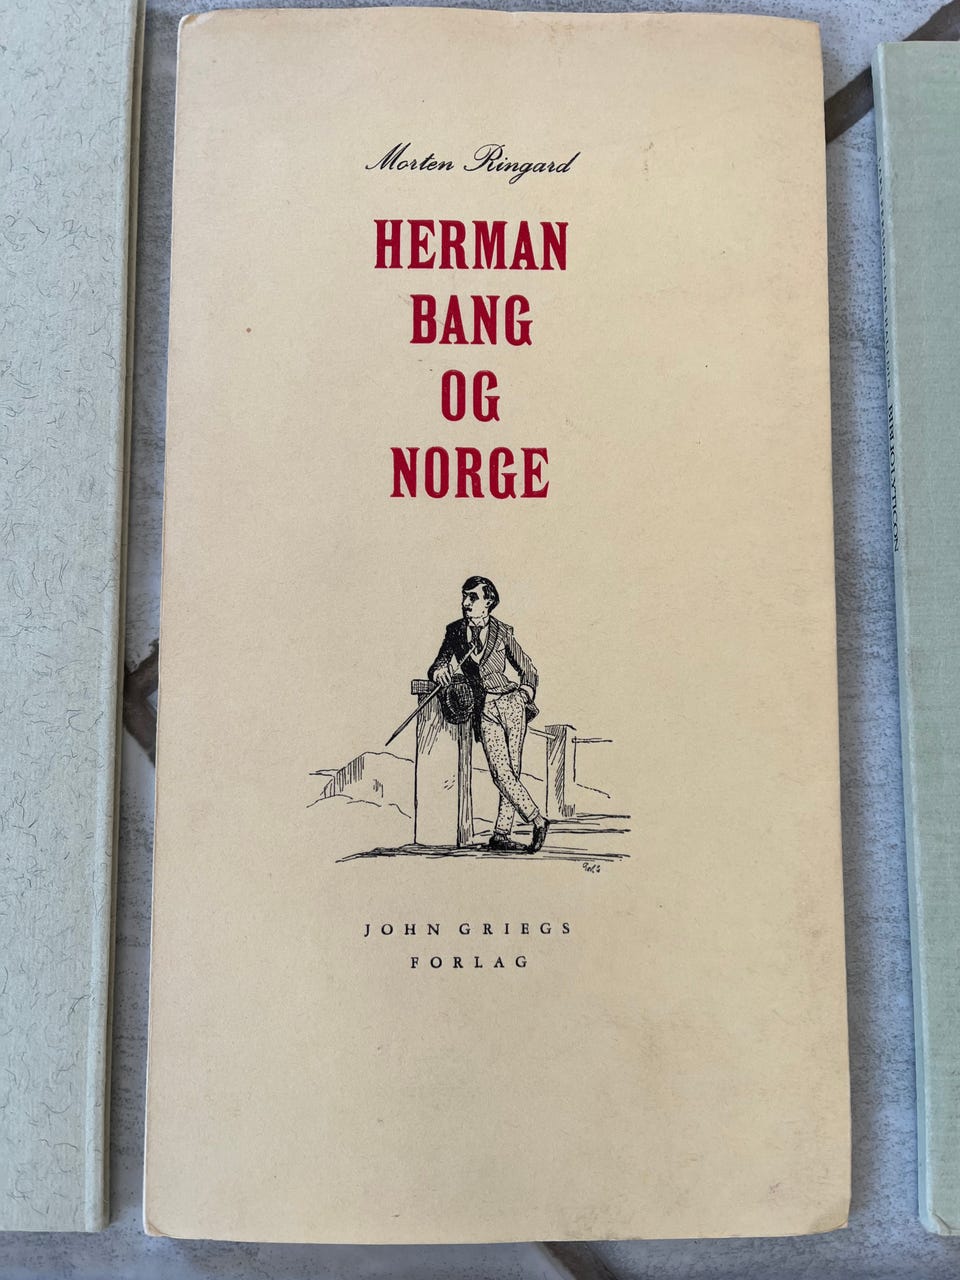 Morten Ringard
HERMAN
BANG
OG
NORGE
JOHN GRIEGS
FORLAG